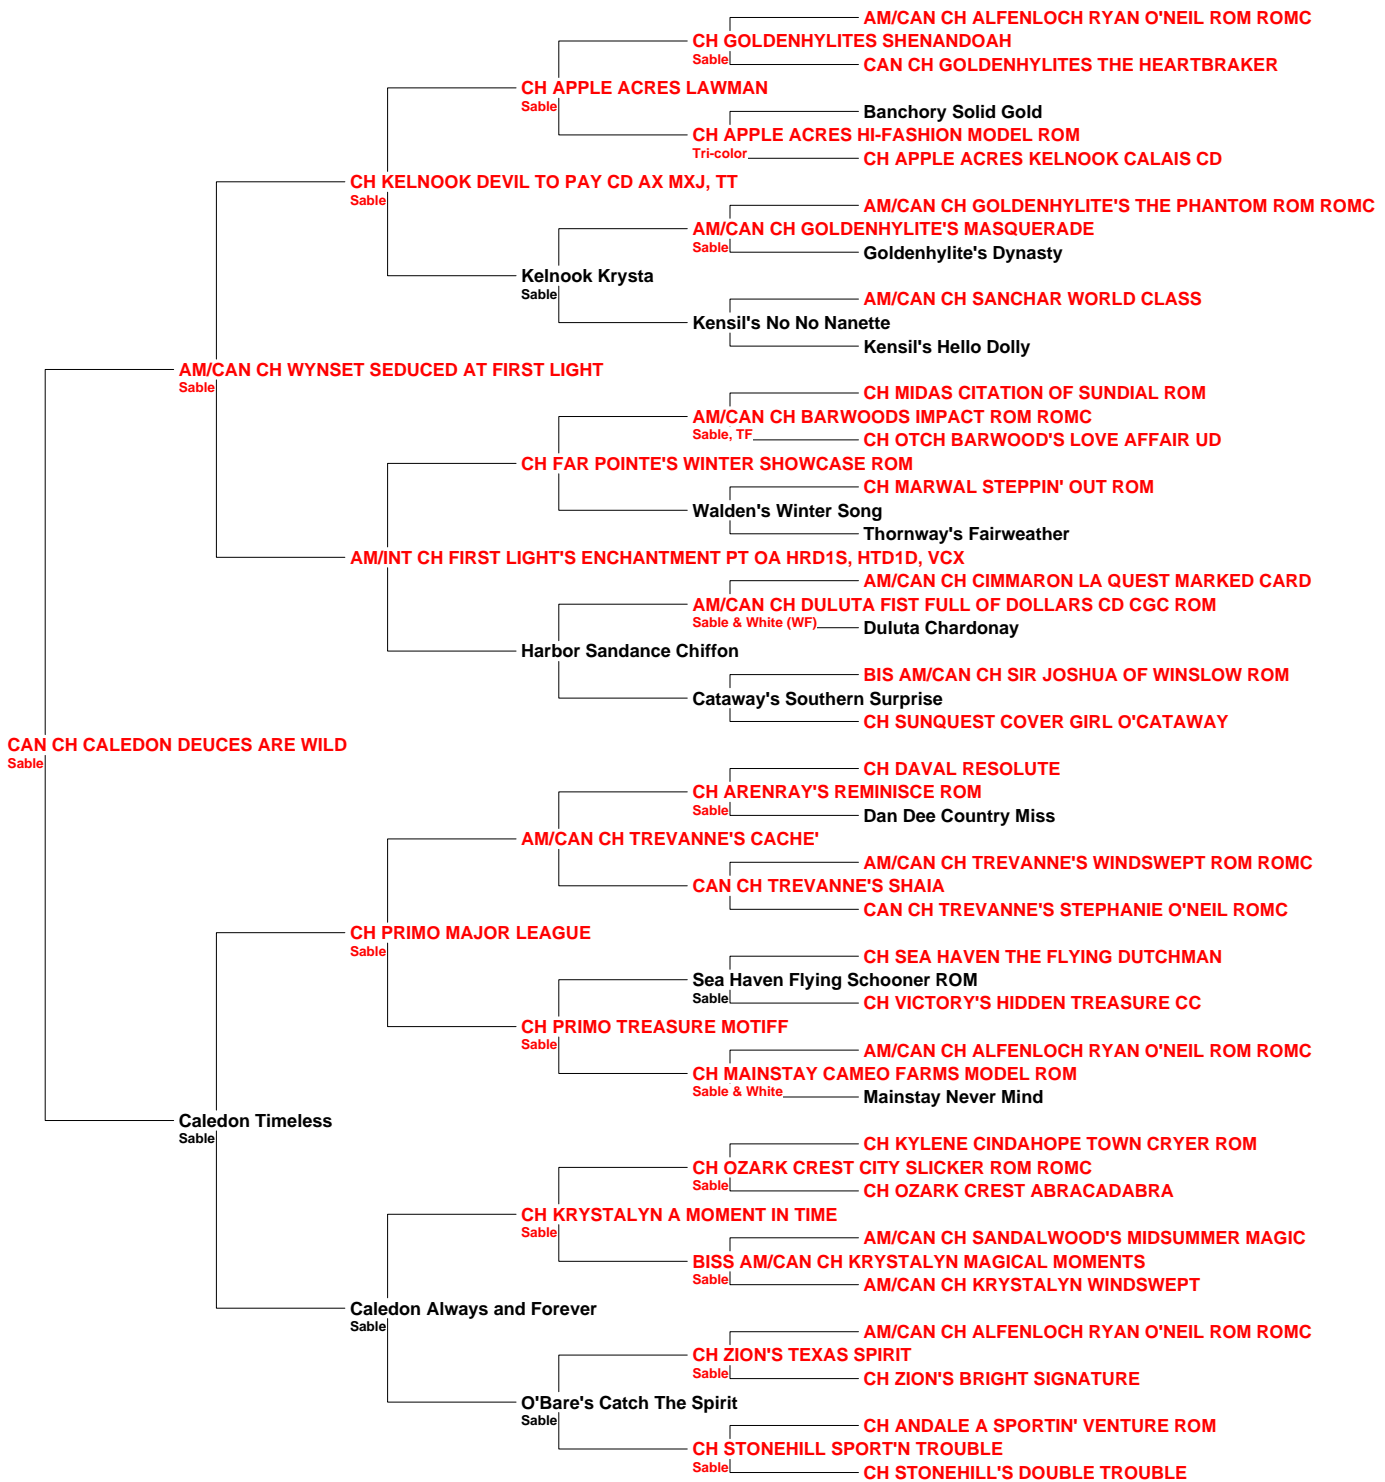 AM/CAN CH ALFENLOCH RYAN O'NEIL ROM ROMC
CH GOLDENHYLITES SHENANDOAH
Sable
CAN CH GOLDENHYLITES THE HEARTBRAKER
CH APPLE ACRES LAWMAN
Sable
Banchory Solid Gold
CH APPLE ACRES HI-FASHION MODEL ROM
Tri-color
CH APPLE ACRES KELNOOK CALAIS CD
CH KELNOOK DEVIL TO PAY CD AX MXJ, TT
Sable
AM/CAN CH GOLDENHYLITE'S THE PHANTOM ROM ROMC
AM/CAN CH GOLDENHYLITE'S MASQUERADE
Sable
Goldenhylite's Dynasty
Kelnook Krysta
Sable
AM/CAN CH SANCHAR WORLD CLASS
Kensil's No No Nanette
Kensil's Hello Dolly
AM/CAN CH WYNSET SEDUCED AT FIRST LIGHT
Sable
CH MIDAS CITATION OF SUNDIAL ROM
AM/CAN CH BARWOODS IMPACT ROM ROMC
Sable, TF
CH OTCH BARWOOD'S LOVE AFFAIR UD
CH FAR POINTE'S WINTER SHOWCASE ROM
CH MARWAL STEPPIN' OUT ROM
Walden's Winter Song
Thornway's Fairweather
AM/INT CH FIRST LIGHT'S ENCHANTMENT PT OA HRD1S, HTD1D, VCX
AM/CAN CH CIMMARON LA QUEST MARKED CARD
AM/CAN CH DULUTA FIST FULL OF DOLLARS CD CGC ROM
Sable & White (WF)
Duluta Chardonay
Harbor Sandance Chiffon
BIS AM/CAN CH SIR JOSHUA OF WINSLOW ROM
Cataway's Southern Surprise
CH SUNQUEST COVER GIRL O'CATAWAY
CAN CH CALEDON DEUCES ARE WILD
Sable
CH DAVAL RESOLUTE
CH ARENRAY'S REMINISCE ROM
Sable
Dan Dee Country Miss
AM/CAN CH TREVANNE'S CACHE'
AM/CAN CH TREVANNE'S WINDSWEPT ROM ROMC
CAN CH TREVANNE'S SHAIA
CAN CH TREVANNE'S STEPHANIE O'NEIL ROMC
CH PRIMO MAJOR LEAGUE
Sable
CH SEA HAVEN THE FLYING DUTCHMAN
Sea Haven Flying Schooner ROM
Sable
CH VICTORY'S HIDDEN TREASURE CC
CH PRIMO TREASURE MOTIFF
Sable
AM/CAN CH ALFENLOCH RYAN O'NEIL ROM ROMC
CH MAINSTAY CAMEO FARMS MODEL ROM
Sable & White
Mainstay Never Mind
Caledon Timeless
Sable
CH KYLENE CINDAHOPE TOWN CRYER ROM
CH OZARK CREST CITY SLICKER ROM ROMC
Sable
CH OZARK CREST ABRACADABRA
CH KRYSTALYN A MOMENT IN TIME
Sable
AM/CAN CH SANDALWOOD'S MIDSUMMER MAGIC
BISS AM/CAN CH KRYSTALYN MAGICAL MOMENTS
Sable
AM/CAN CH KRYSTALYN WINDSWEPT
Caledon Always and Forever
Sable
AM/CAN CH ALFENLOCH RYAN O'NEIL ROM ROMC
CH ZION'S TEXAS SPIRIT
Sable
CH ZION'S BRIGHT SIGNATURE
O'Bare's Catch The Spirit
Sable
CH ANDALE A SPORTIN' VENTURE ROM
CH STONEHILL SPORT'N TROUBLE
Sable
CH STONEHILL'S DOUBLE TROUBLE